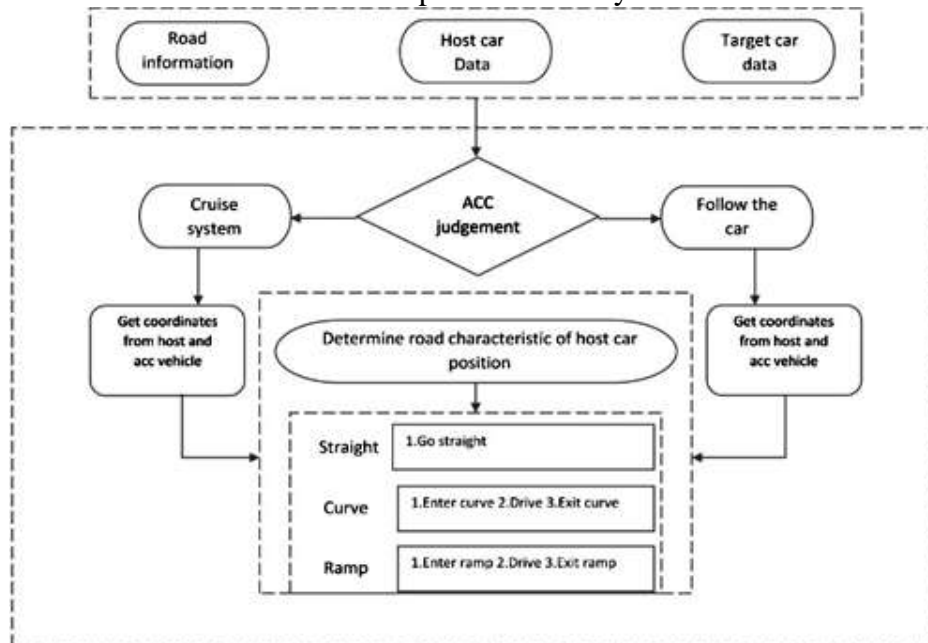 Road
information
Host car
Data
Target car
data
ACC
judgement
Cruise
system
Follow the
car
Get coordinates
from host and
acc vehicle
Get coordinates
from host and
acc vehicle
Determine road characteristic of host car
position
Straight
1.Go straight
Curve
1.Enter curve 2.Drive 3.Exit curve
Ramp
1.Enter ramp 2.Drive 3.Exit ramp